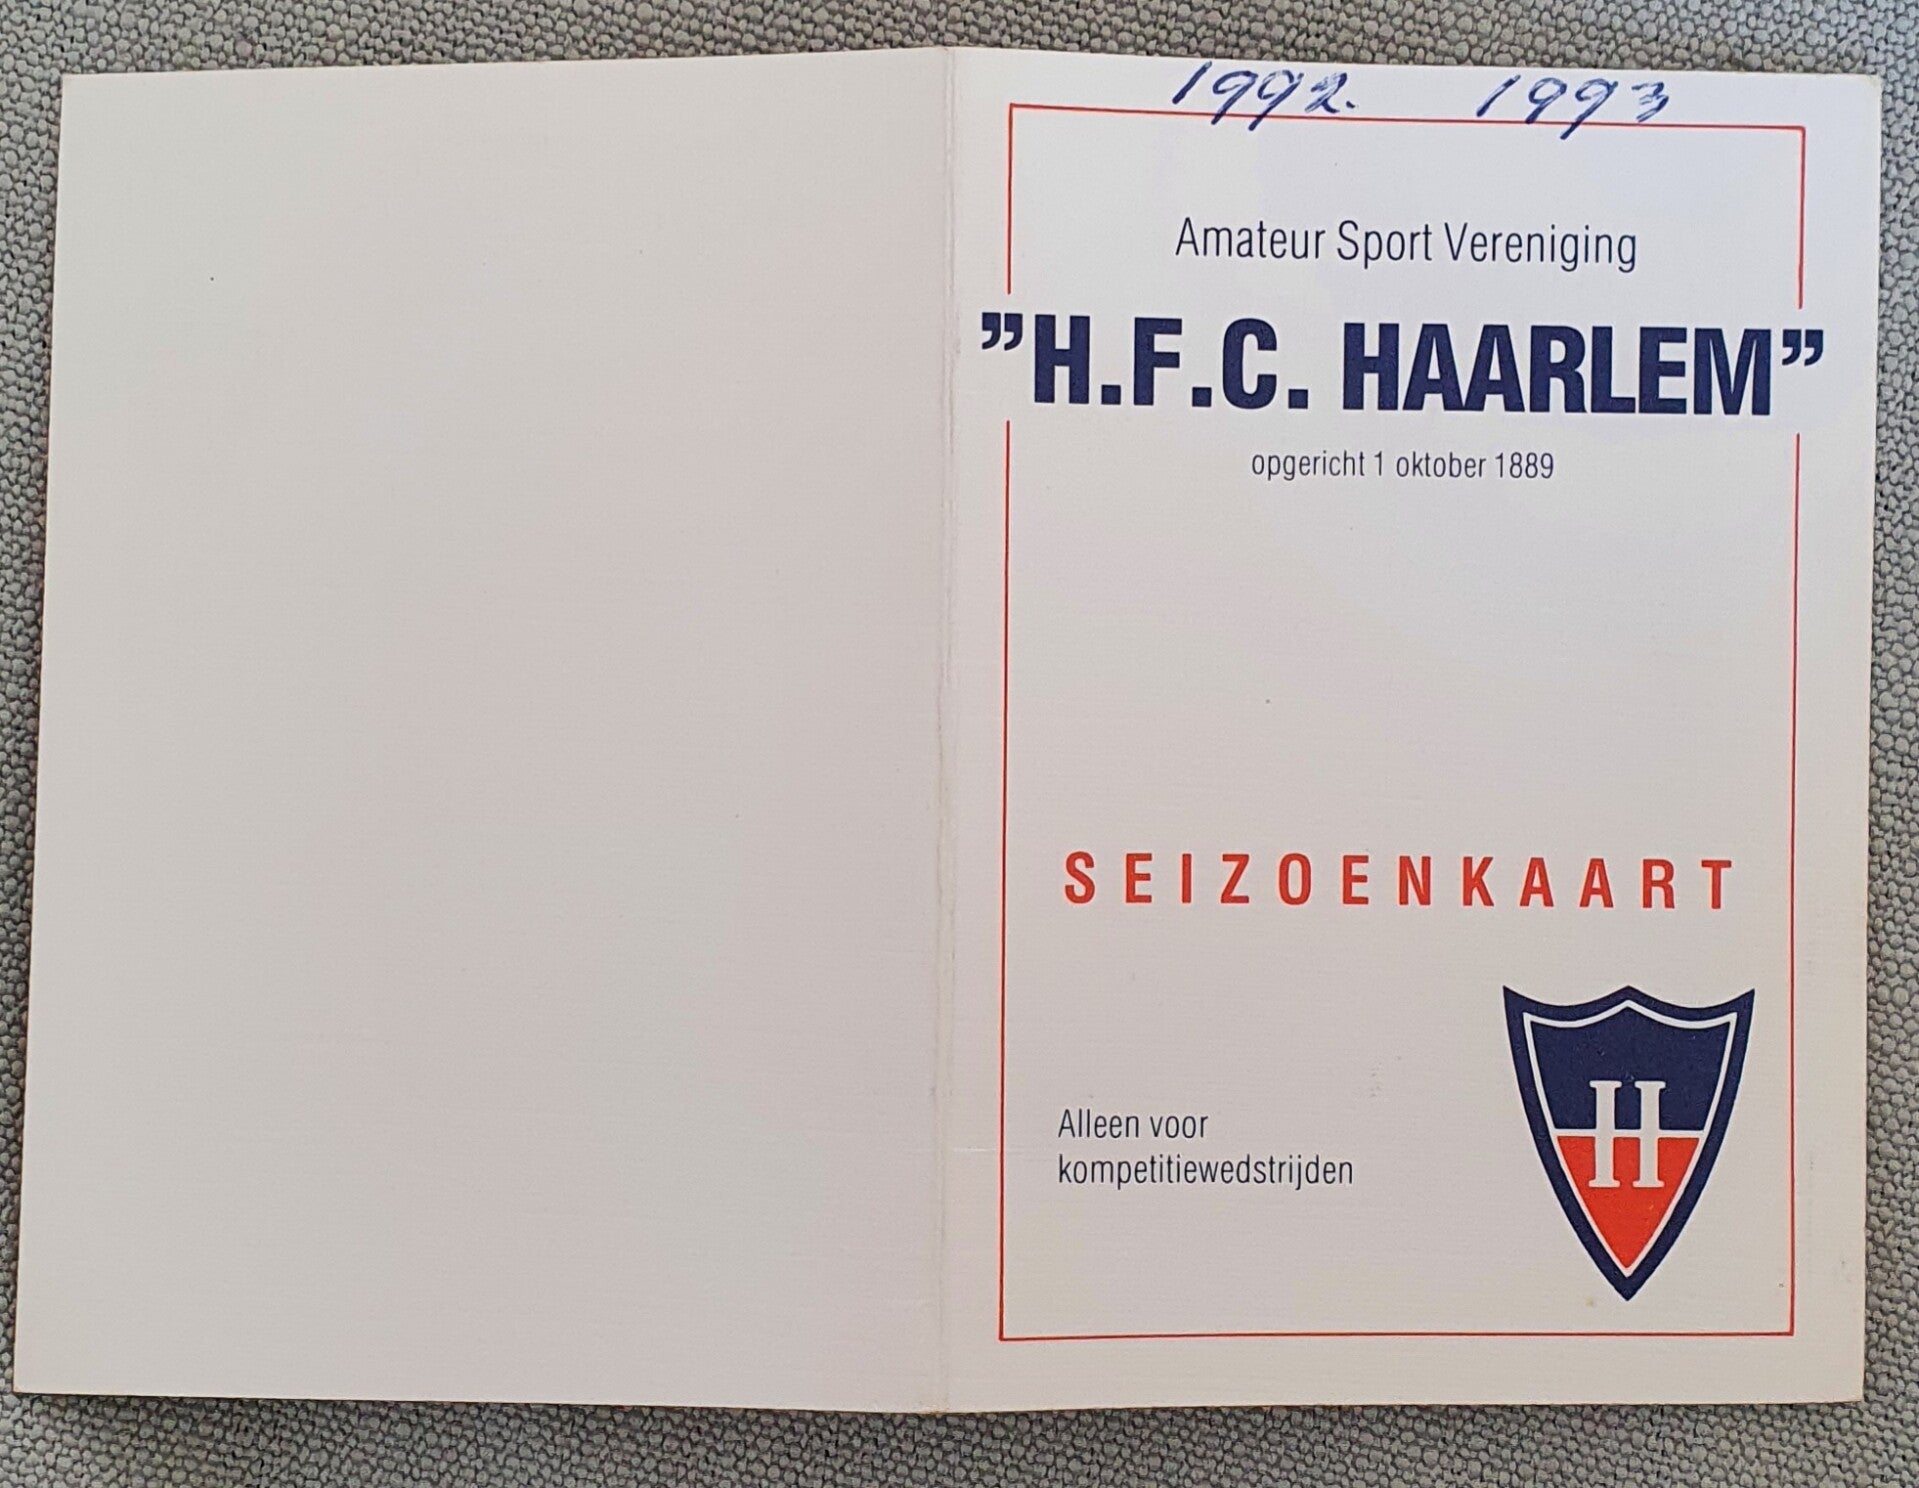 1992. 1993
Amateur Sport Vereniging
”H.F.C. HAARLEM”
opgericht 1 oktober 1889
SEIZOENKAART
Alleen voor
kompetitiewedstrijden
H